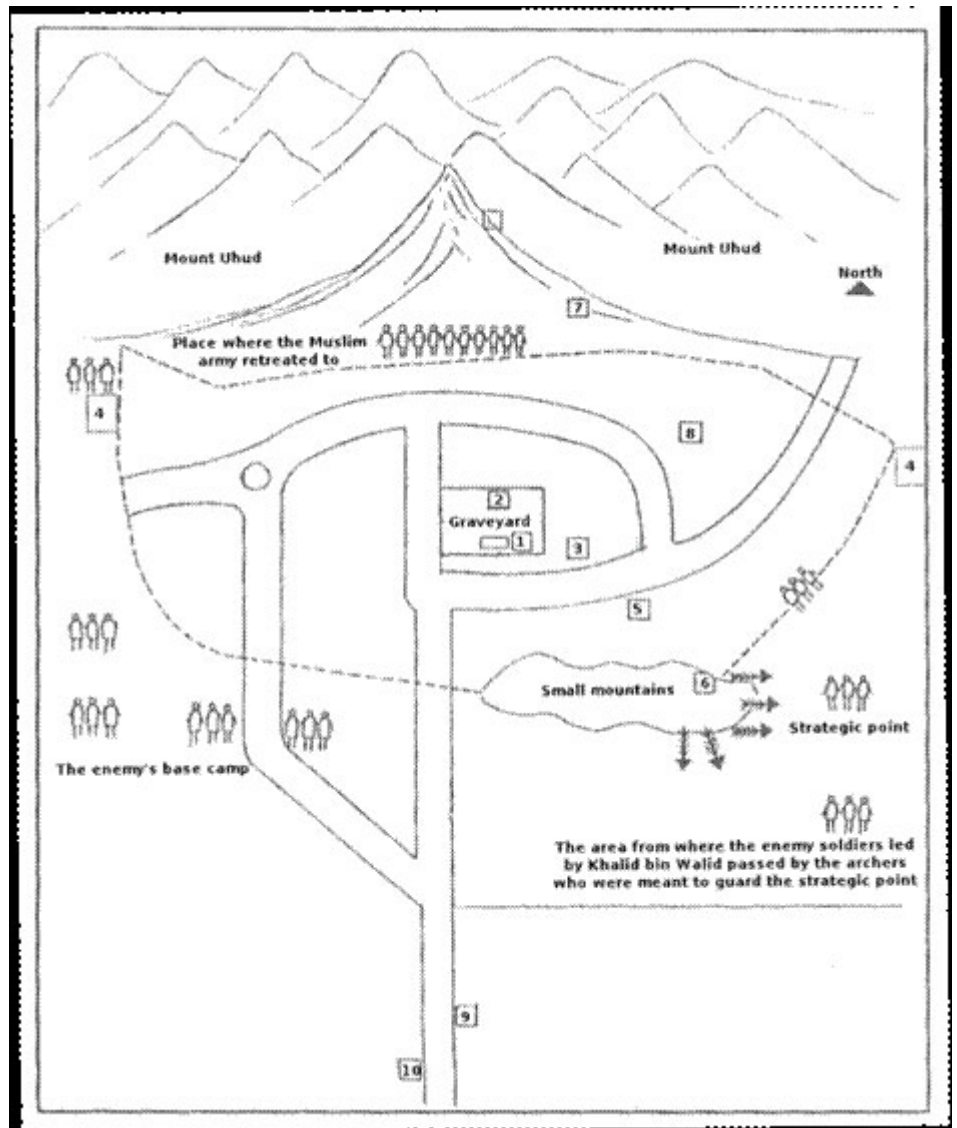 Mount Uhud
Mount Uhud
North
7
Place where the Muslim
army retreated to
4
8
4
2
Graveyard
1
3
5
Small mountains
6
Strategic point
The enemy's base camp
The area from where the enemy soldiers led
by Khalid bin Walid passed by the archers
who were meant to guard the strategic point
9
10